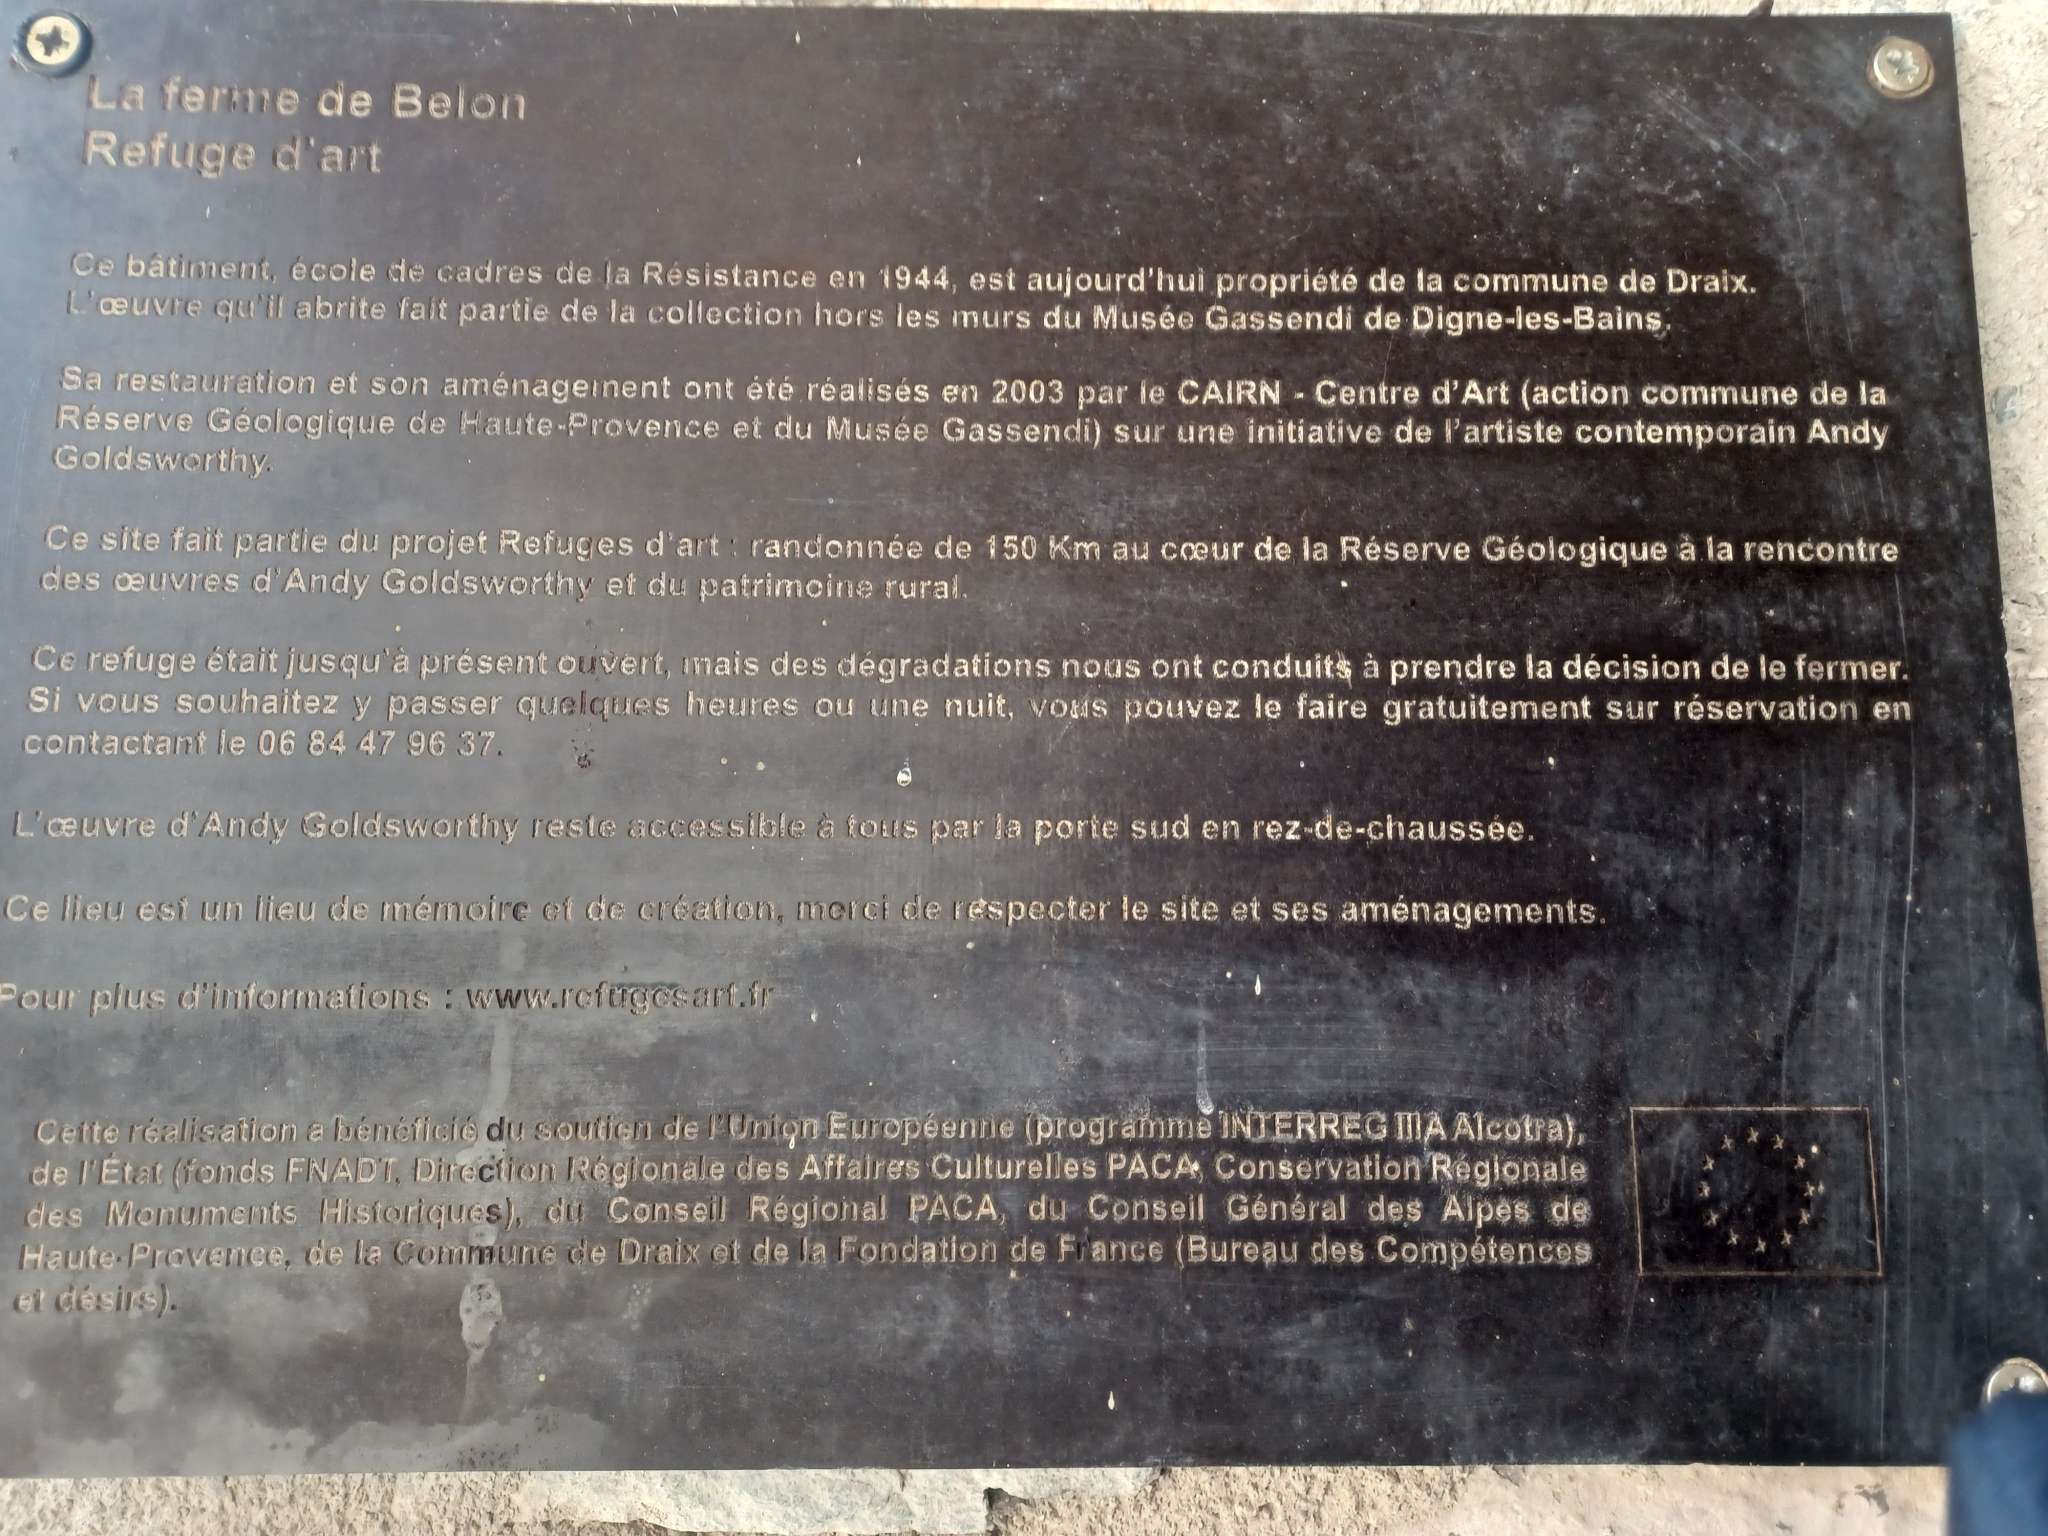 La ferme de Belon
Refuge d'art
Ce bâtiment, école de cadres de la Résistance en 1944, est aujourd'hui propriété de la commune de Draix.
L'œuvre qu'il abrite fait partie de la collection hors les murs du Musée Gassendi de Digne-les-Bains.
Sa restauration et son aménagement ont été réalisés en 2003 par le CAIRN - Centre d'Art (action commune de la
Réserve Géologique de Haute-Provence et du Musée Gassendi) sur une initiative de l'artiste contemporain Andy
Goldsworthy.
Ce site fait partie du projet Refuges d'art : randonnée de 150 Km au cœur de la Réserve Géologique à la rencontre
des œuvres d'Andy Goldsworthy et du patrimoine rural.
Ce refuge était jusqu'à présent ouvert, mais des dégradations nous ont conduits à prendre la décision de le fermer.
Si vous souhaitez y passer quelques heures ou une nuit, vous pouvez le faire gratuitement sur réservation en
contactant le 06 84 47 96 37.
L'œuvre d'Andy Goldsworthy reste accessible à tous par la porte sud en rez-de-chaussée.
Ce lieu est un lieu de mémoire et de création, merci de respecter le site et ses aménagements.
Pour plus d'informations : www.refugesart.fr
Cette réalisation a bénéficié du soutien de l'Union Européenne (programme INTERREG IIIA Alcotra),
de l'État (fonds FNADT, Direction Régionale des Affaires Culturelles PACA, Conservation Régionale
des Monuments Historiques), du Conseil Régional PACA, du Conseil Général des Alpes de
Haute-Provence, de la Commune de Draix et de la Fondation de France (Bureau des Compétences
et désirs).